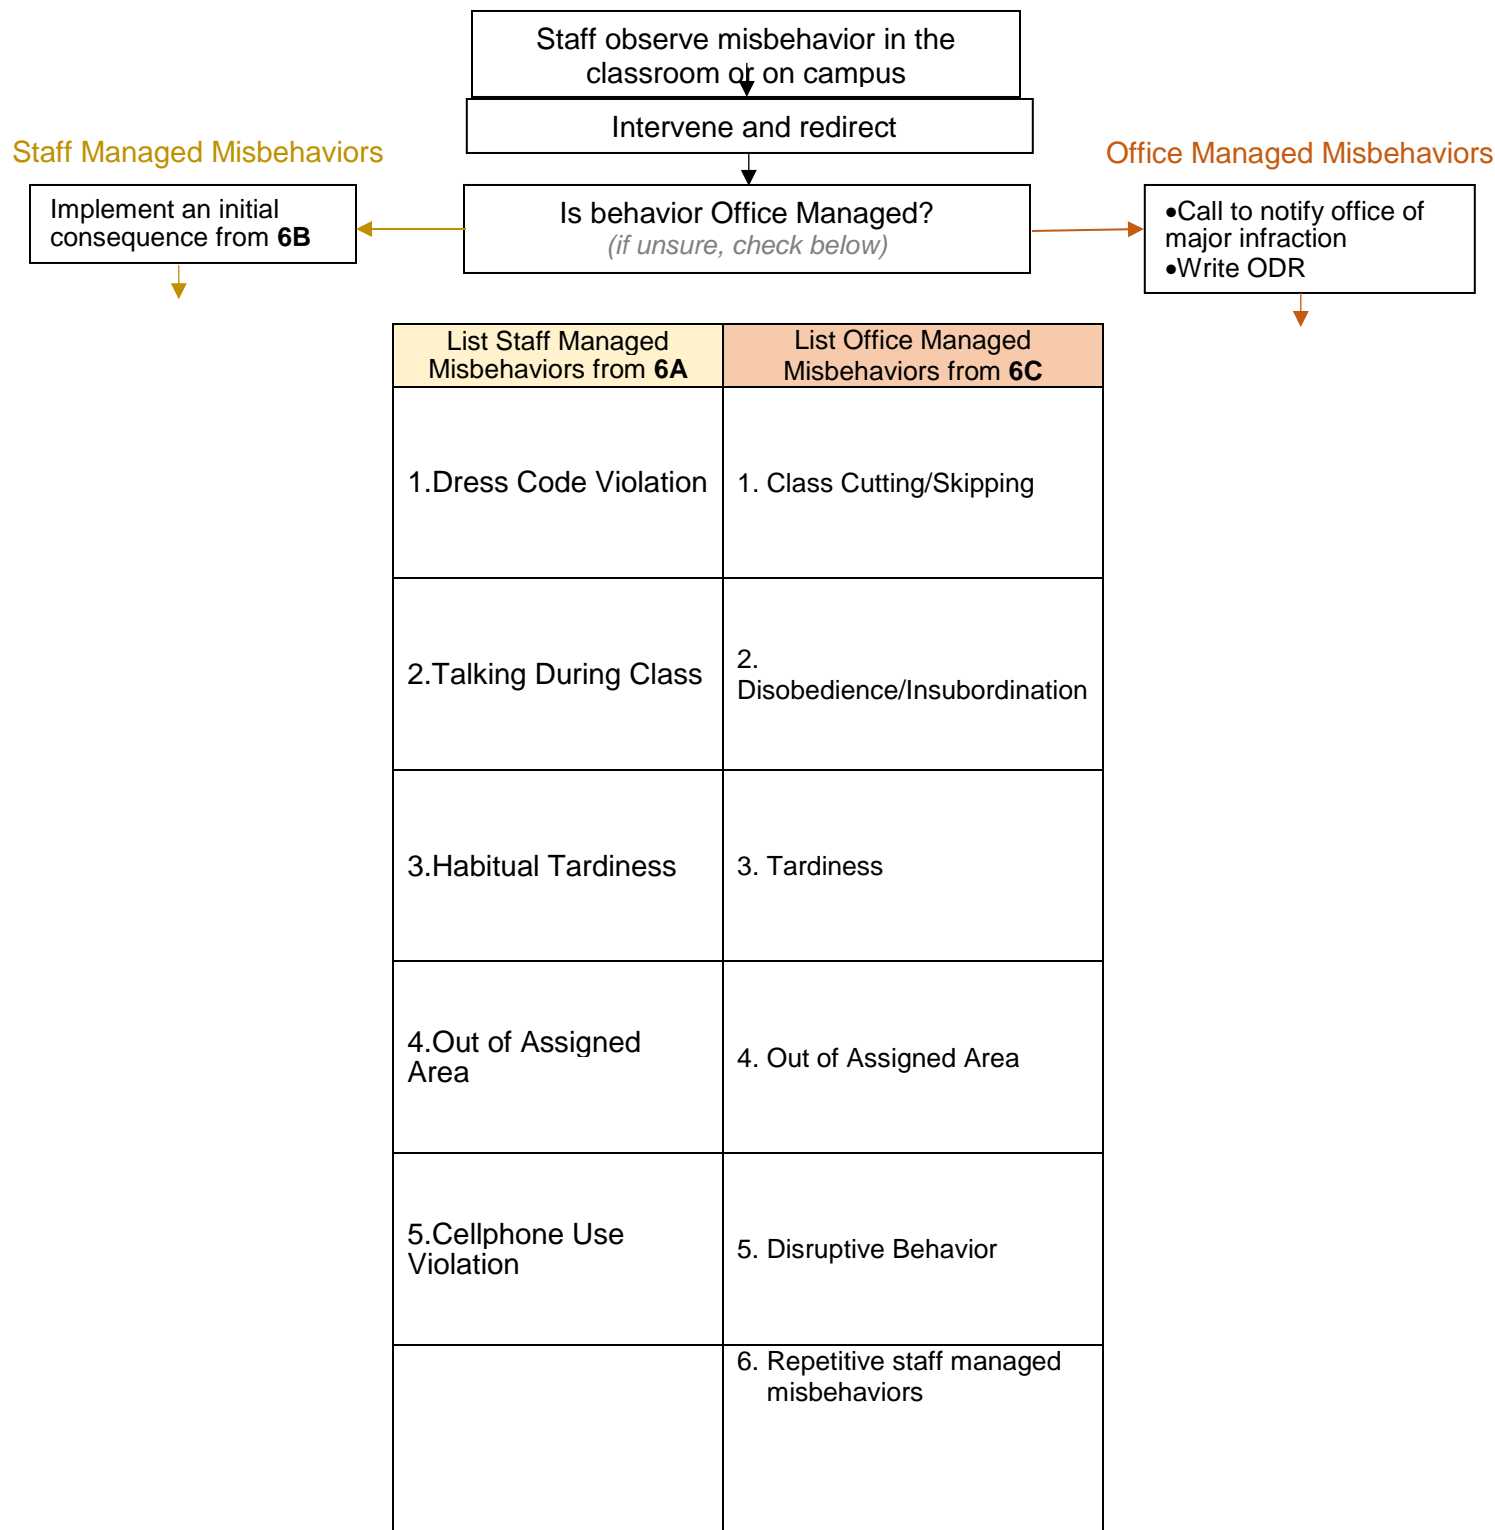 Staff observe misbehavior in the
classroom or on campus
Intervene and redirect
Staff Managed Misbehaviors
Office Managed Misbehaviors
Implement an initial
consequence from 6B
Is behavior Office Managed?
(if unsure, check below)
•Call to notify office of
major infraction
•Write ODR
List Staff Managed
Misbehaviors from 6A
List Office Managed
Misbehaviors from 6C
1.Dress Code Violation
1. Class Cutting/Skipping
2.Talking During Class
2.
Disobedience/Insubordination
3.Habitual Tardiness
3. Tardiness
4.Out of Assigned
Area
4. Out of Assigned Area
5.Cellphone Use
Violation
5. Disruptive Behavior
6. Repetitive staff managed
misbehaviors